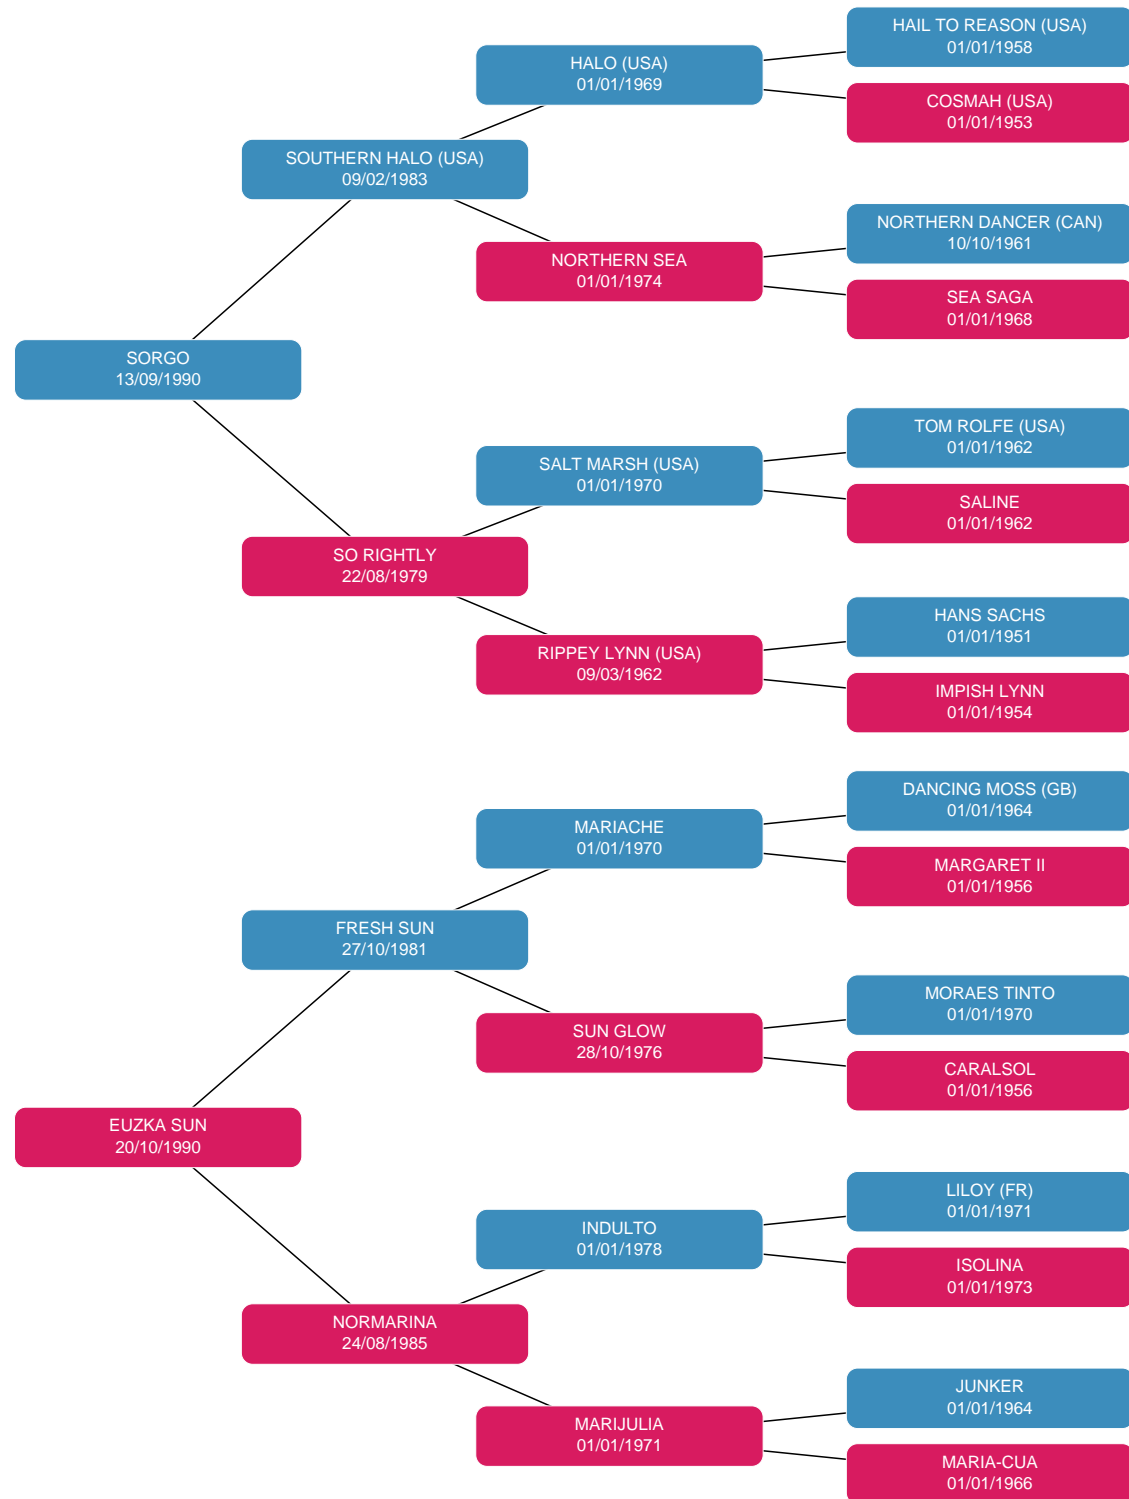 HAIL TO REASON (USA)
01/01/1958
HALO (USA)
01/01/1969
COSMAH (USA)
01/01/1953
SOUTHERN HALO (USA)
09/02/1983
NORTHERN DANCER (CAN)
10/10/1961
NORTHERN SEA
01/01/1974
SEA SAGA
01/01/1968
SORGO
13/09/1990
TOM ROLFE (USA)
01/01/1962
SALT MARSH (USA)
01/01/1970
SALINE
01/01/1962
SO RIGHTLY
22/08/1979
HANS SACHS
01/01/1951
RIPPEY LYNN (USA)
09/03/1962
IMPISH LYNN
01/01/1954
DANCING MOSS (GB)
01/01/1964
MARIACHE
01/01/1970
MARGARET II
01/01/1956
FRESH SUN
27/10/1981
MORAES TINTO
01/01/1970
SUN GLOW
28/10/1976
CARALSOL
01/01/1956
EUZKA SUN
20/10/1990
LILOY (FR)
01/01/1971
INDULTO
01/01/1978
ISOLINA
01/01/1973
NORMARINA
24/08/1985
JUNKER
01/01/1964
MARIJULIA
01/01/1971
MARIA-CUA
01/01/1966